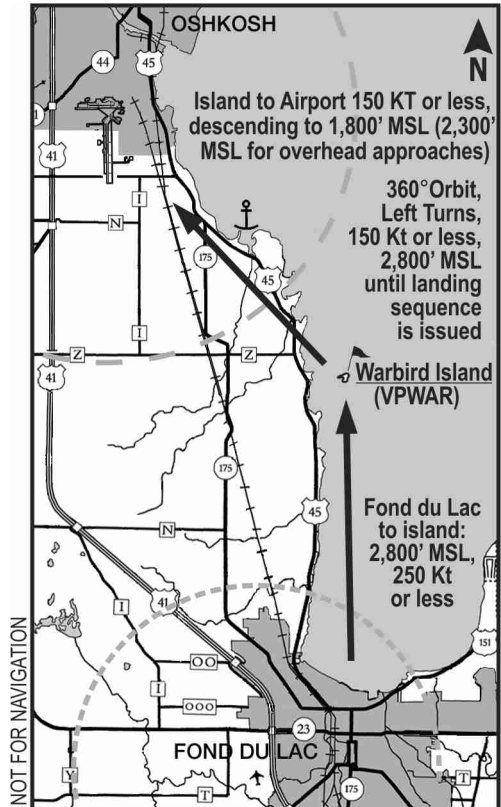 OSHKOSH
44
45
N
Island to Airport 150 KT or less,
descending to 1,800' MSL (2,300'
MSL for overhead approaches)
41
I
360°Orbit,
Left Turns,
150 Kt or less,
2,800' MSL
until landing
sequence
is issued
N
175
45
I
Z
Z
41
Warbird Island
(VPWAR)
175
45
Fond du Lac
to island:
2,800' MSL,
250 Kt
or less
N
41
I
151
OO
I
OOO
23
FOND DU LAC
Y
T
175
T
NOT FOR NAVIGATION